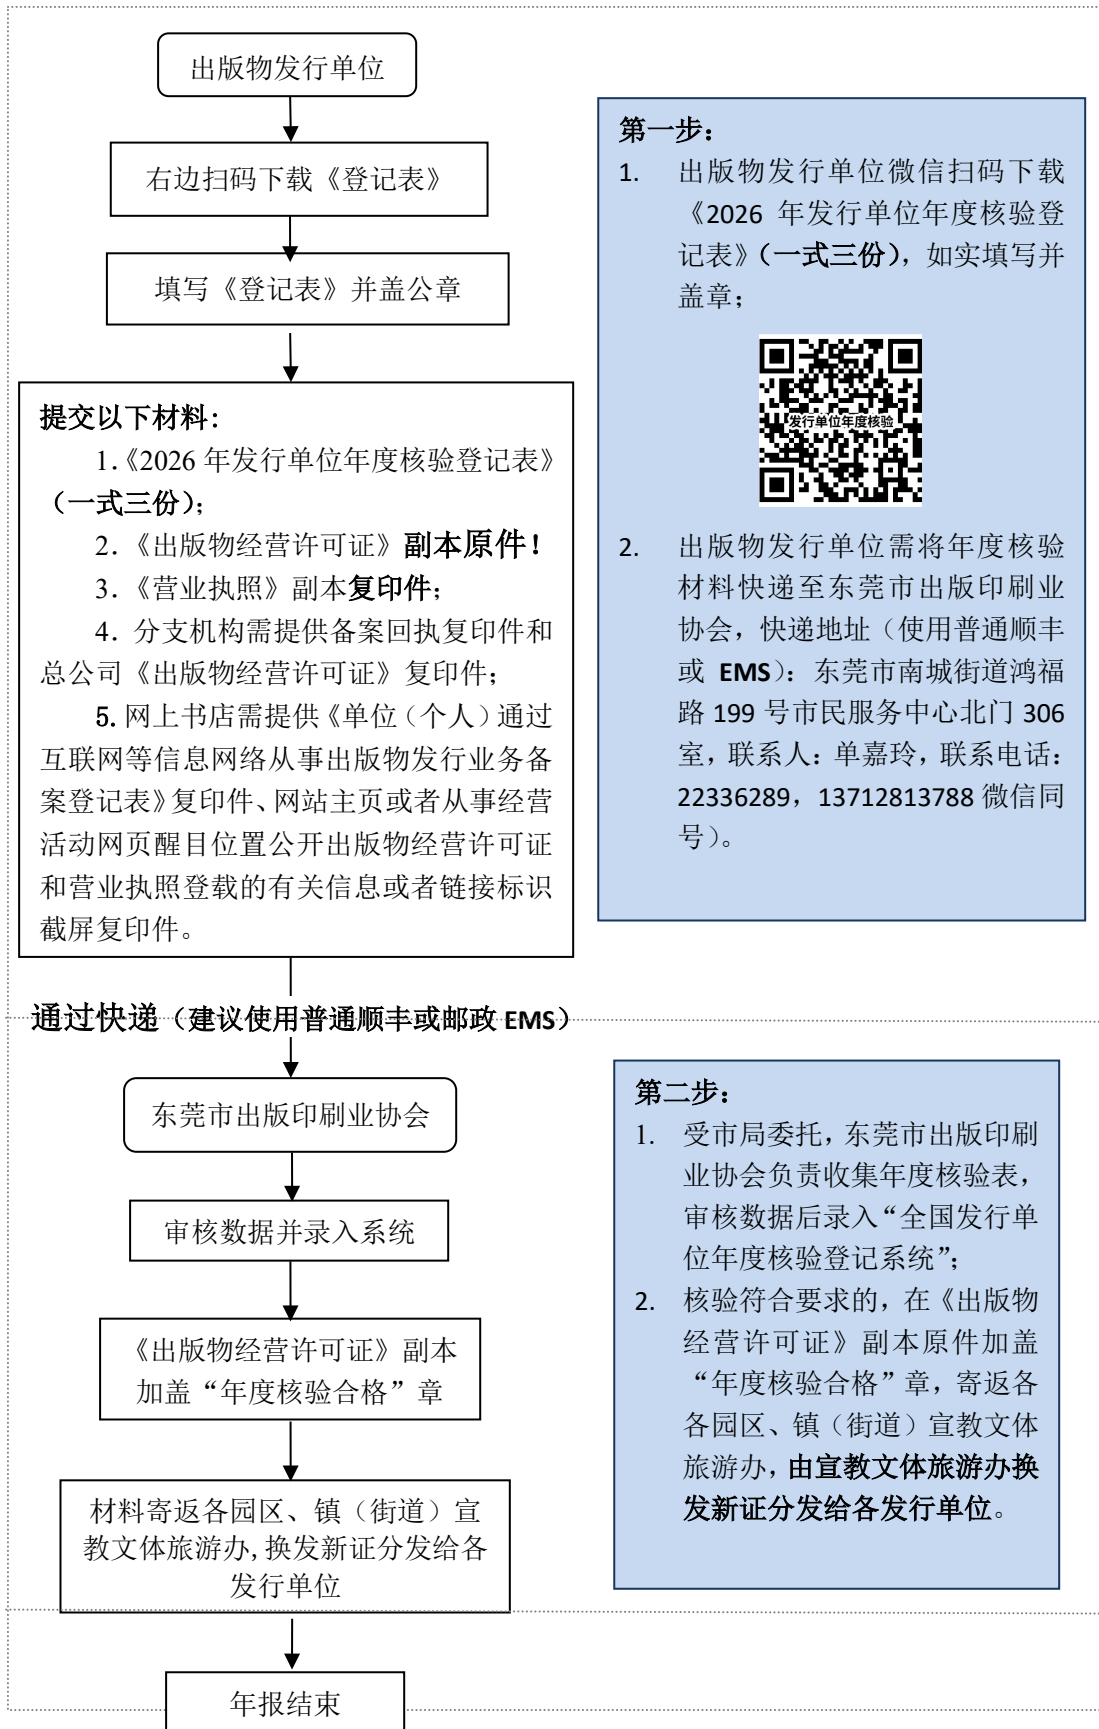 出版物发行单位
右边扫码下载《登记表》
填写《登记表》并盖公章
提交以下材料：
1.《2026 年发行单位年度核验登记表》
（一式三份）；
2. 《出版物经营许可证》副本原件！
3. 《营业执照》副本复印件；
4. 分支机构需提供备案回执复印件和
总公司《出版物经营许可证》复印件；
5. 网上书店需提供《单位（个人）通过
互联网等信息网络从事出版物发行业务备
案登记表》复印件、网站主页或者从事经营
活动网页醒目位置公开出版物经营许可证
和营业执照登载的有关信息或者链接标识
截屏复印件。
第一步：
1. 出版物发行单位微信扫码下载
《2026 年发行单位年度核验登
记表》（一式三份），如实填写并
盖章；
发行单位年度核验
2. 出版物发行单位需将年度核验
材料快递至东莞市出版印刷业
协会，快递地址（使用普通顺丰
或 EMS）：东莞市南城街道鸿福
路 199 号市民服务中心北门 306
室，联系人：单嘉玲，联系电话：
22336289，13712813788 微信同
号）。
通过快递（建议使用普通顺丰或邮政 EMS）
东莞市出版印刷业协会
审核数据并录入系统
《出版物经营许可证》副本
加盖“年度核验合格”章
材料寄返各园区、镇（街道）宣
教文体旅游办,换发新证分发给各
发行单位
年报结束
第二步：
1. 受市局委托，东莞市出版印刷
业协会负责收集年度核验表，
审核数据后录入“全国发行单
位年度核验登记系统”；
2. 核验符合要求的，在《出版物
经营许可证》副本原件加盖
“年度核验合格”章，寄返各
各园区、镇（街道）宣教文体
旅游办，由宣教文体旅游办换
发新证分发给各发行单位。